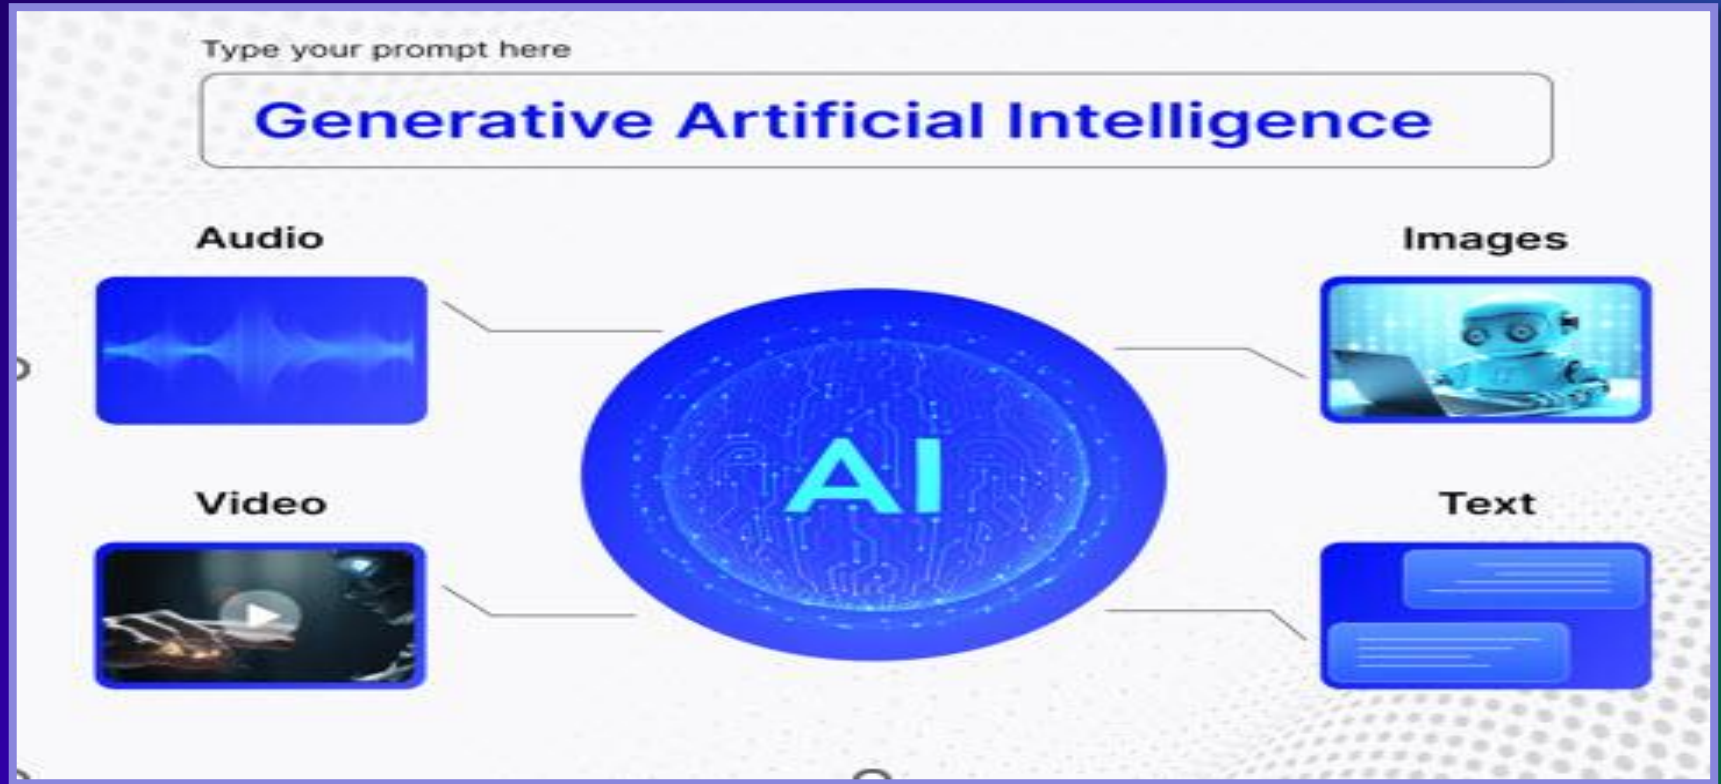 Type your prompt here
Generative Artificial Intelligence
Audio
Images
AI
Video
Text